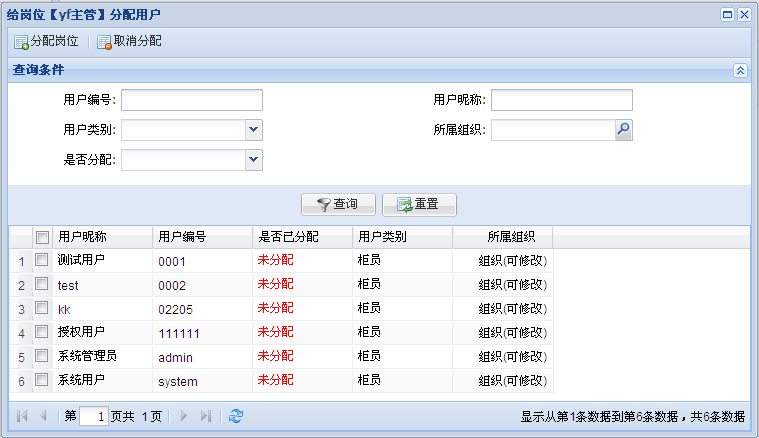 给岗位【yf主管】分配用户
分配岗位 取消分配
查询条件
用户编号: 用户昵称:
用户类别: 所属组织:
是否分配:
查询 重置
用户昵称 用户编号 是否已分配 用户类别 所属组织
1 测试用户 0001 未分配 柜员 组织(可修改)
2 test 0002 未分配 柜员 组织(可修改)
3 kk 02205 未分配 柜员 组织(可修改)
4 授权用户 111111 未分配 柜员 组织(可修改)
5 系统管理员 admin 未分配 柜员 组织(可修改)
6 系统用户 system 未分配 柜员 组织(可修改)
第 1 页共 1 页 显示从第1条数据到第6条数据，共6条数据